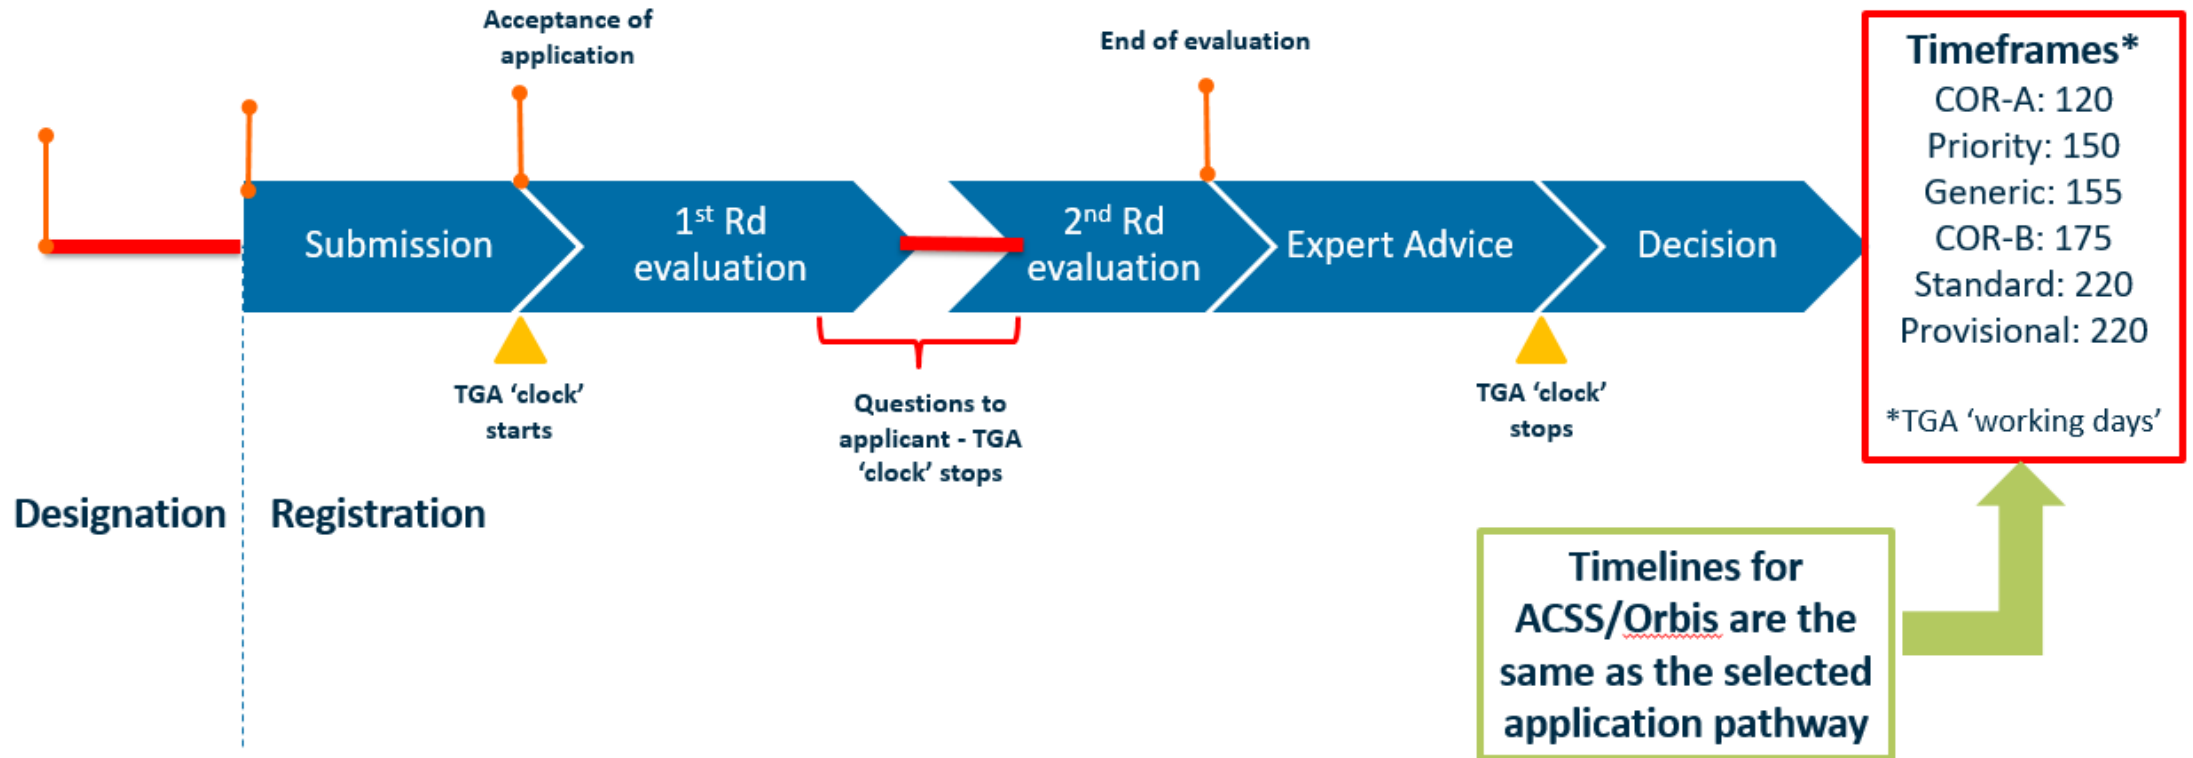 Acceptance of
application
End of evaluation
Submission
1st Rd
evaluation
2nd Rd
evaluation
Expert Advice
Decision
TGA ‘clock’
starts
Questions to
applicant - TGA
‘clock’ stops
TGA ‘clock’
stops
Designation
Registration
Timeframes*
COR-A: 120
Priority: 150
Generic: 155
COR-B: 175
Standard: 220
Provisional: 220
*TGA ‘working days’
Timelines for
ACSS/Orbis are the
same as the selected
application pathway